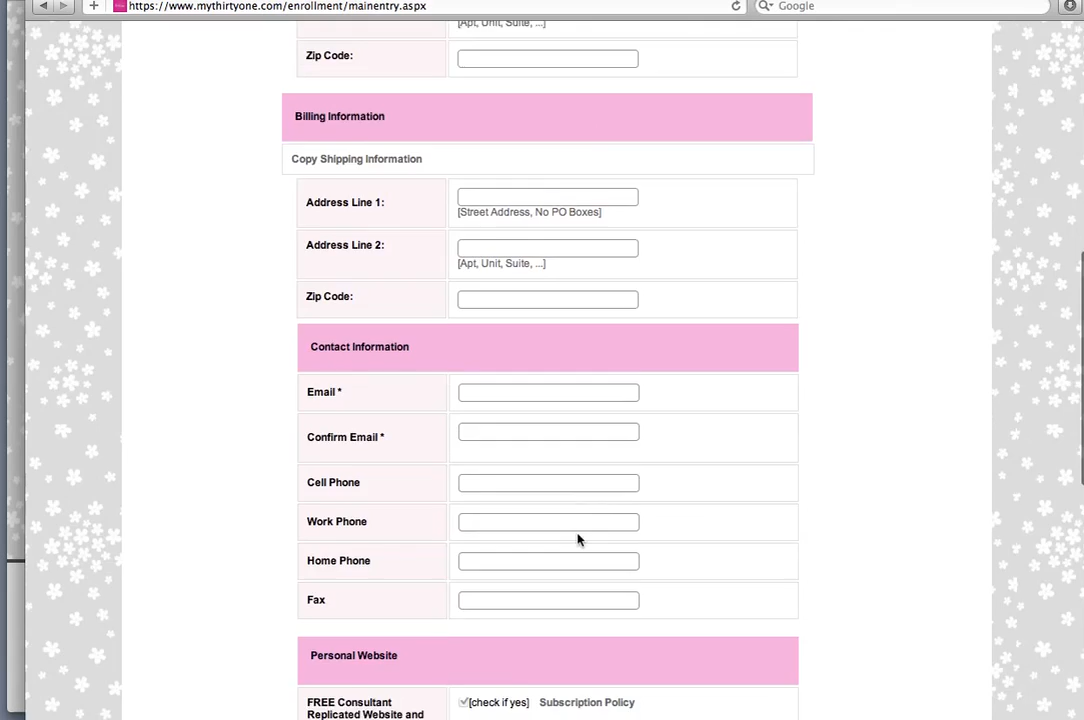 https://www.mythirtyone.com/enrollment/mainentry.aspx
Google
[Apt, Unit, Suite, ...]
Zip Code:
Billing Information
Copy Shipping Information
Address Line 1:
[Street Address, No PO Boxes]
Address Line 2:
[Apt, Unit, Suite, ...]
Zip Code:
Contact Information
Email *
Confirm Email *
Cell Phone
Work Phone
Home Phone
Fax
Personal Website
FREE Consultant
[check if yes] Subscription Policy
Replicated Website and